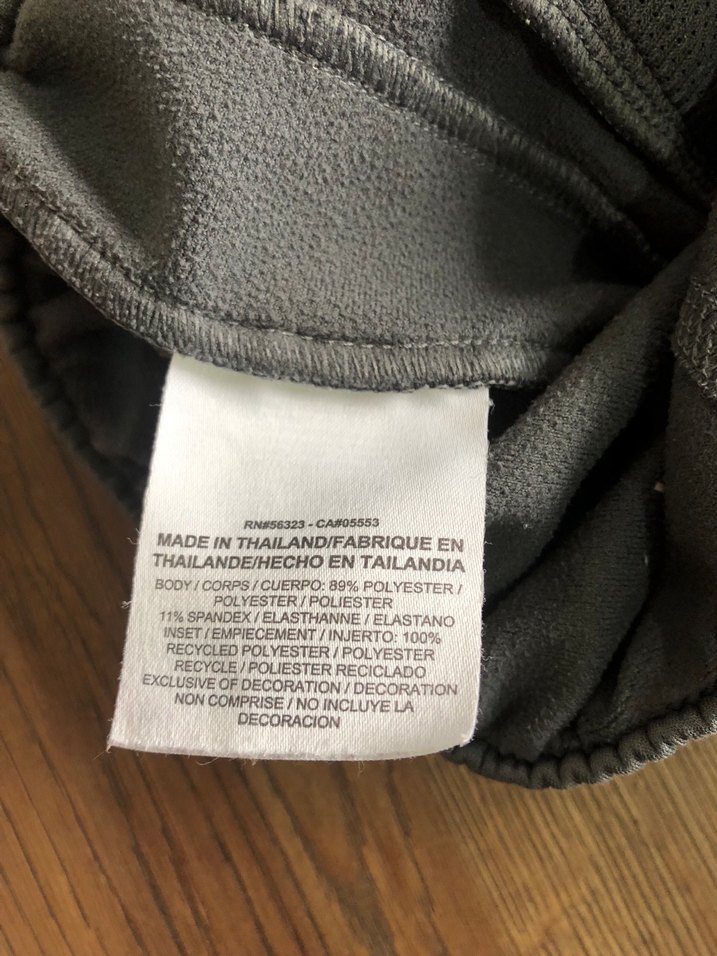 RN#56323 - CA#05553
MADE IN THAILAND/FABRIQUE EN
THAILANDE/HECHO EN TAILANDIA
BODY / CORPS / CUERPO: 89% POLYESTER /
POLYESTER / POLIESTER
11% SPANDEX / ELASTHANNE / ELASTANO
INSET / EMPIECEMENT / INJERTO: 100%
RECYCLED POLYESTER / POLYESTER
RECYCLE / POLIESTER RECICLADO
EXCLUSIVE OF DECORATION / DECORATION
NON COMPRISE / NO INCLUYE LA
DECORACION